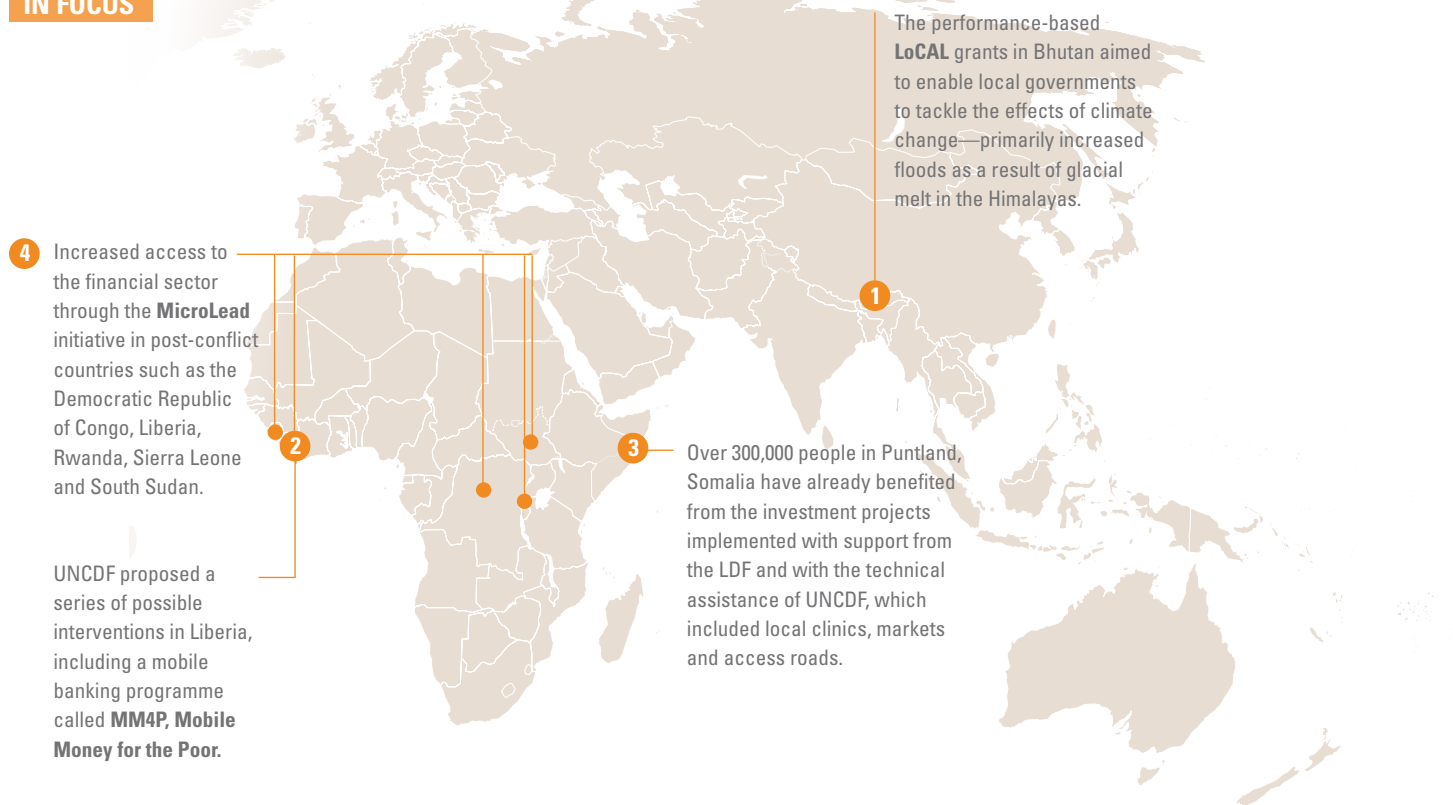 IN FOCUS
The performance-based
LoCAL grants in Bhutan aimed
to enable local governments
to tackle the effects of climate
change—primarily increased
floods as a result of glacial
melt in the Himalayas.
1
4
Increased access to
the financial sector
through the MicroLead
initiative in post-conflict
countries such as the
Democratic Republic
of Congo, Liberia,
Rwanda, Sierra Leone
and South Sudan.
2
UNCDF proposed a
series of possible
interventions in Liberia,
including a mobile
banking programme
called MM4P, Mobile
Money for the Poor.
3
Over 300,000 people in Puntland,
Somalia have already benefited
from the investment projects
implemented with support from
the LDF and with the technical
assistance of UNCDF, which
included local clinics, markets
and access roads.